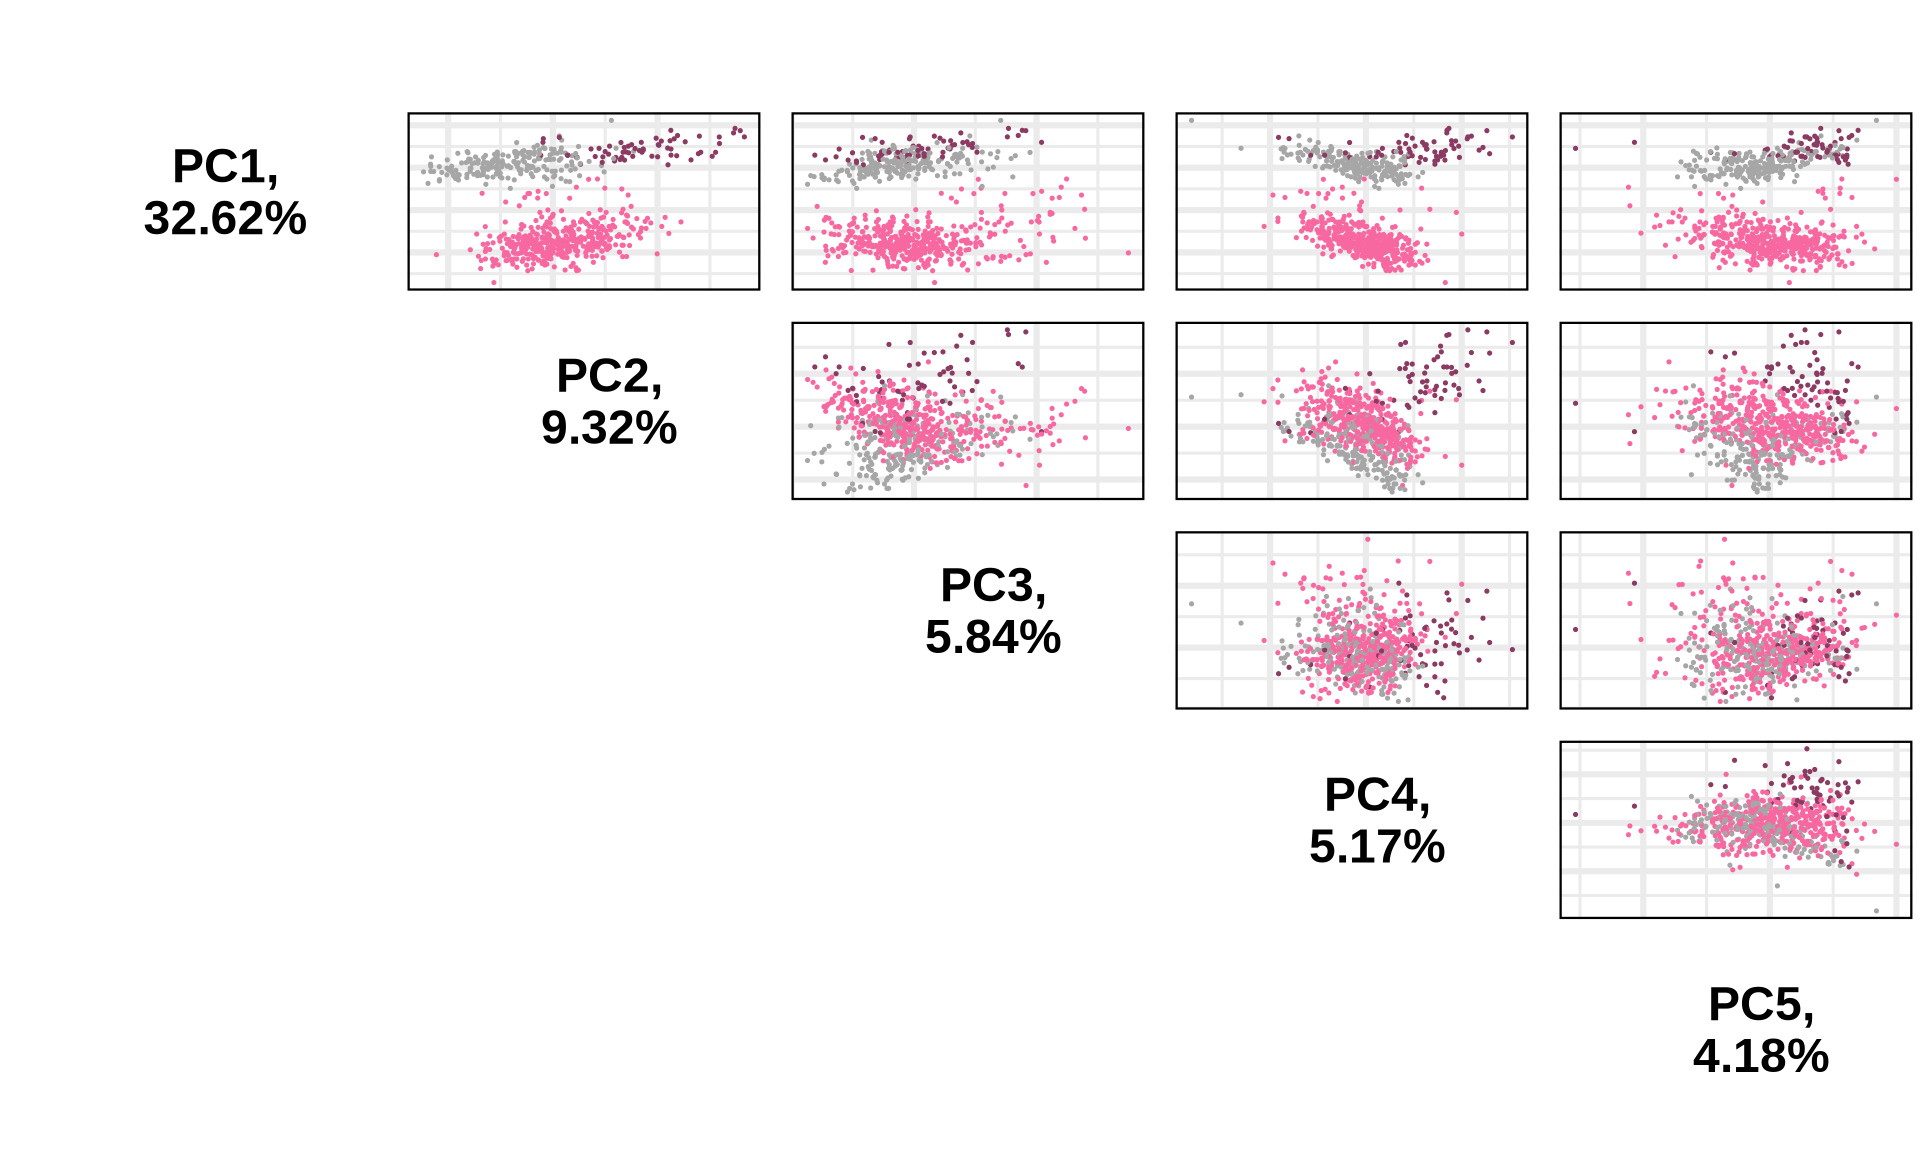 PC1,
32.62%
PC2,
9.32%
PC3,
5.84%
PC4,
5.17%
PC5,
4.18%